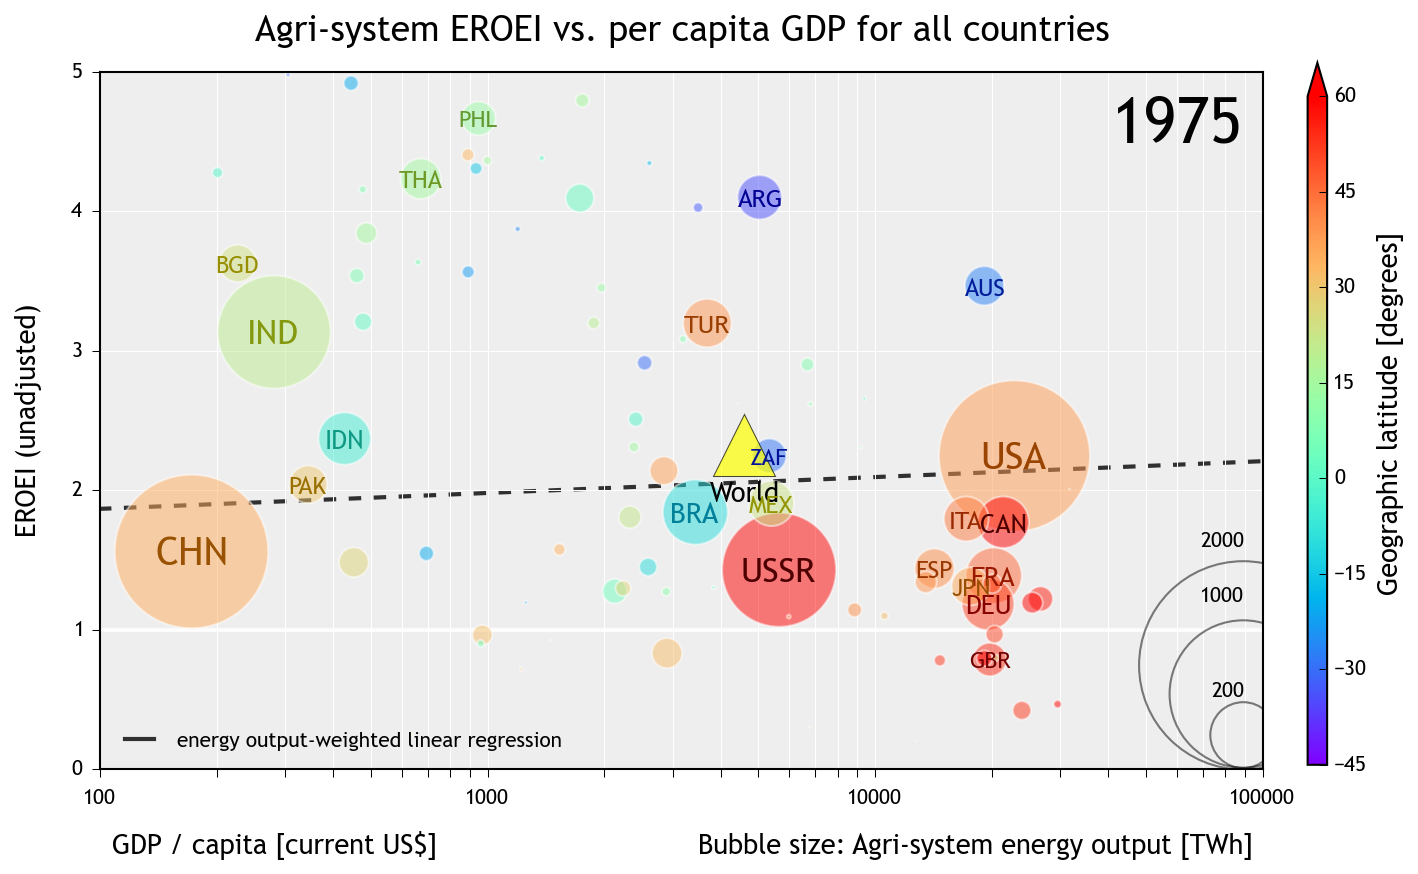 Agri-system EROEI vs. per capita GDP for all countries
1975
EROEI (unadjusted)
5
4
3
2
1
0
PHL
THA
ARG
BGD
AUS
IND
TUR
IDN
ZAF
USA
PAK
World
MEX
BRA
ITA
CAN
CHN
USSR
ESP
FRA
JPN
DEU
GBR
2000
1000
200
energy output-weighted linear regression
100
1000
10000
100000
GDP / capita [current US$]
Bubble size: Agri-system energy output [TWh]
60
45
30
15
0
−15
−30
−45
Geographic latitude [degrees]